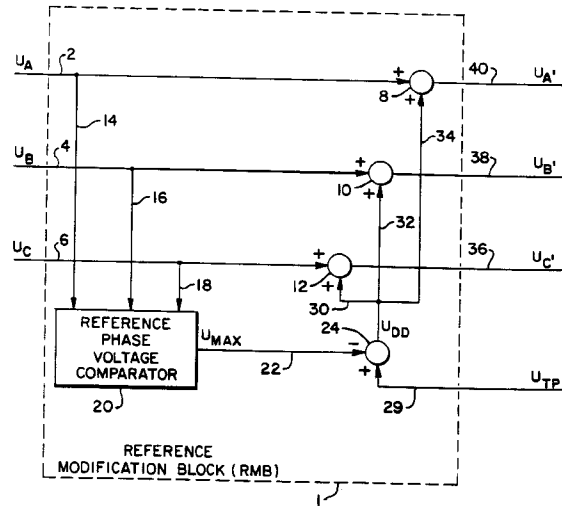 U_A 2 + 8 + 40 U_A'
14 34
U_B 4 + 10 + 38 U_B'
16 32
U_C 6 + 12 + 36 U_C'
18 30
REFERENCE
PHASE
VOLTAGE
COMPARATOR
20
U_MAX
22
U_DD
24
-
+
29
U_TP
REFERENCE
MODIFICATION BLOCK (RMB)
1